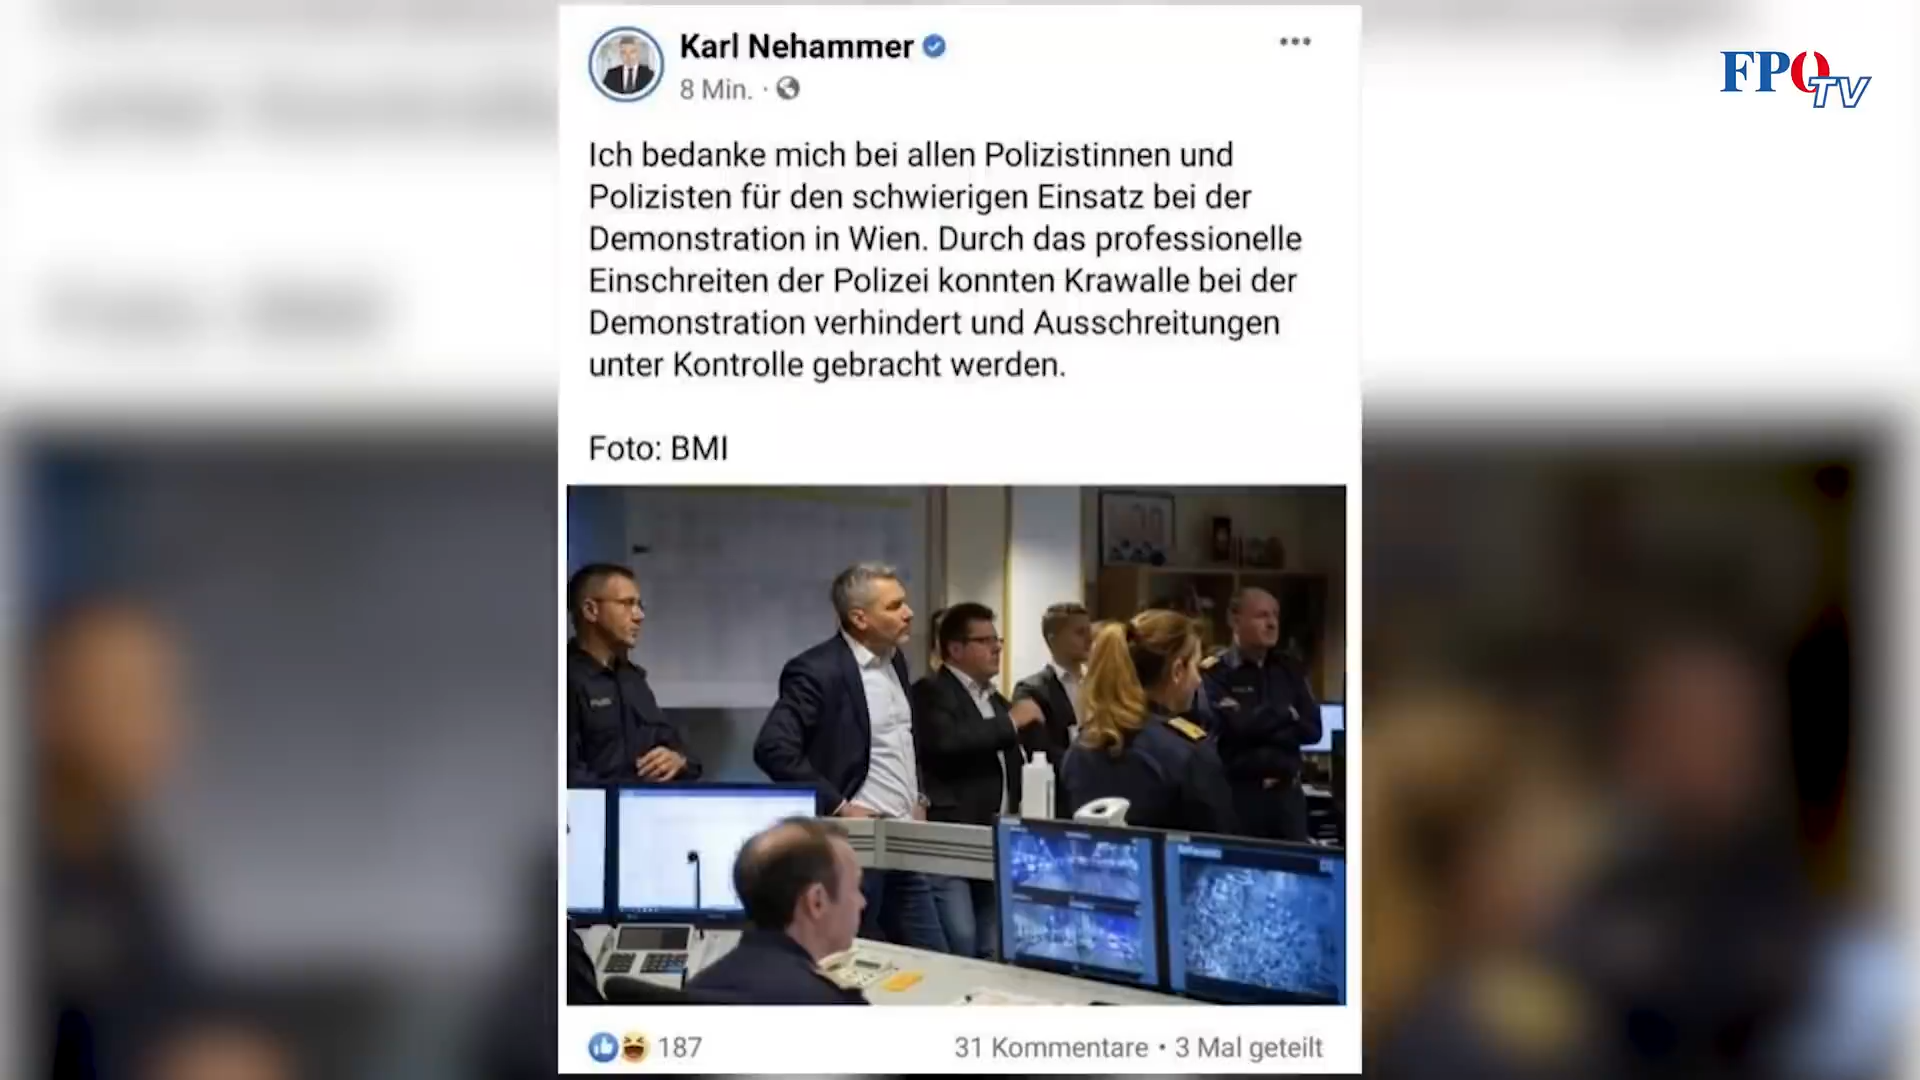 Karl Nehammer
8 Min.
FPÖ TV
Ich bedanke mich bei allen Polizistinnen und
Polizisten für den schwierigen Einsatz bei der
Demonstration in Wien. Durch das professionelle
Einschreiten der Polizei konnten Krawalle bei der
Demonstration verhindert und Ausschreitungen
unter Kontrolle gebracht werden.
Foto: BMI
187
31 Kommentare • 3 Mal geteilt